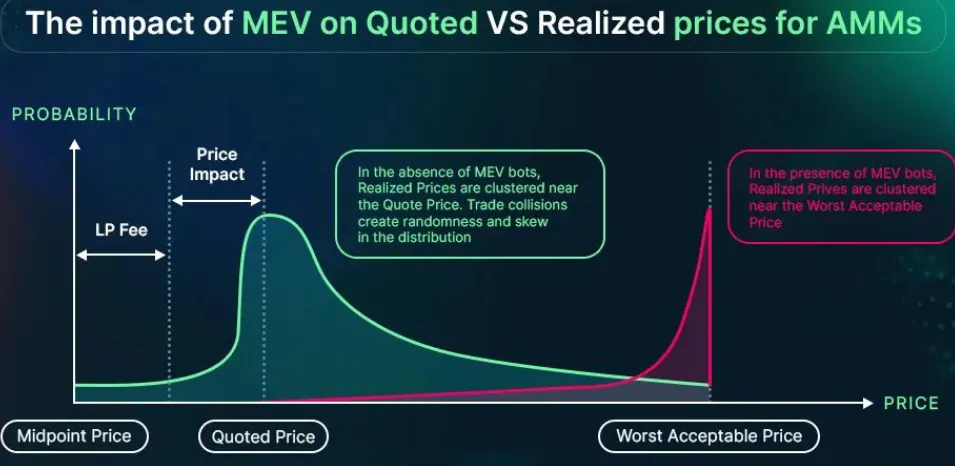 The impact of MEV on Quoted VS Realized prices for AMMs
PROBABILITY
Price
Impact
LP Fee
In the absence of MEV bots,
Realized Prices are clustered near
the Quote Price. Trade collisions
create randomness and skew
in the distribution
In the presence of MEV bots,
Realized Prives are clustered
near the Worst Acceptable
Price
PRICE
Midpoint Price
Quoted Price
Worst Acceptable Price